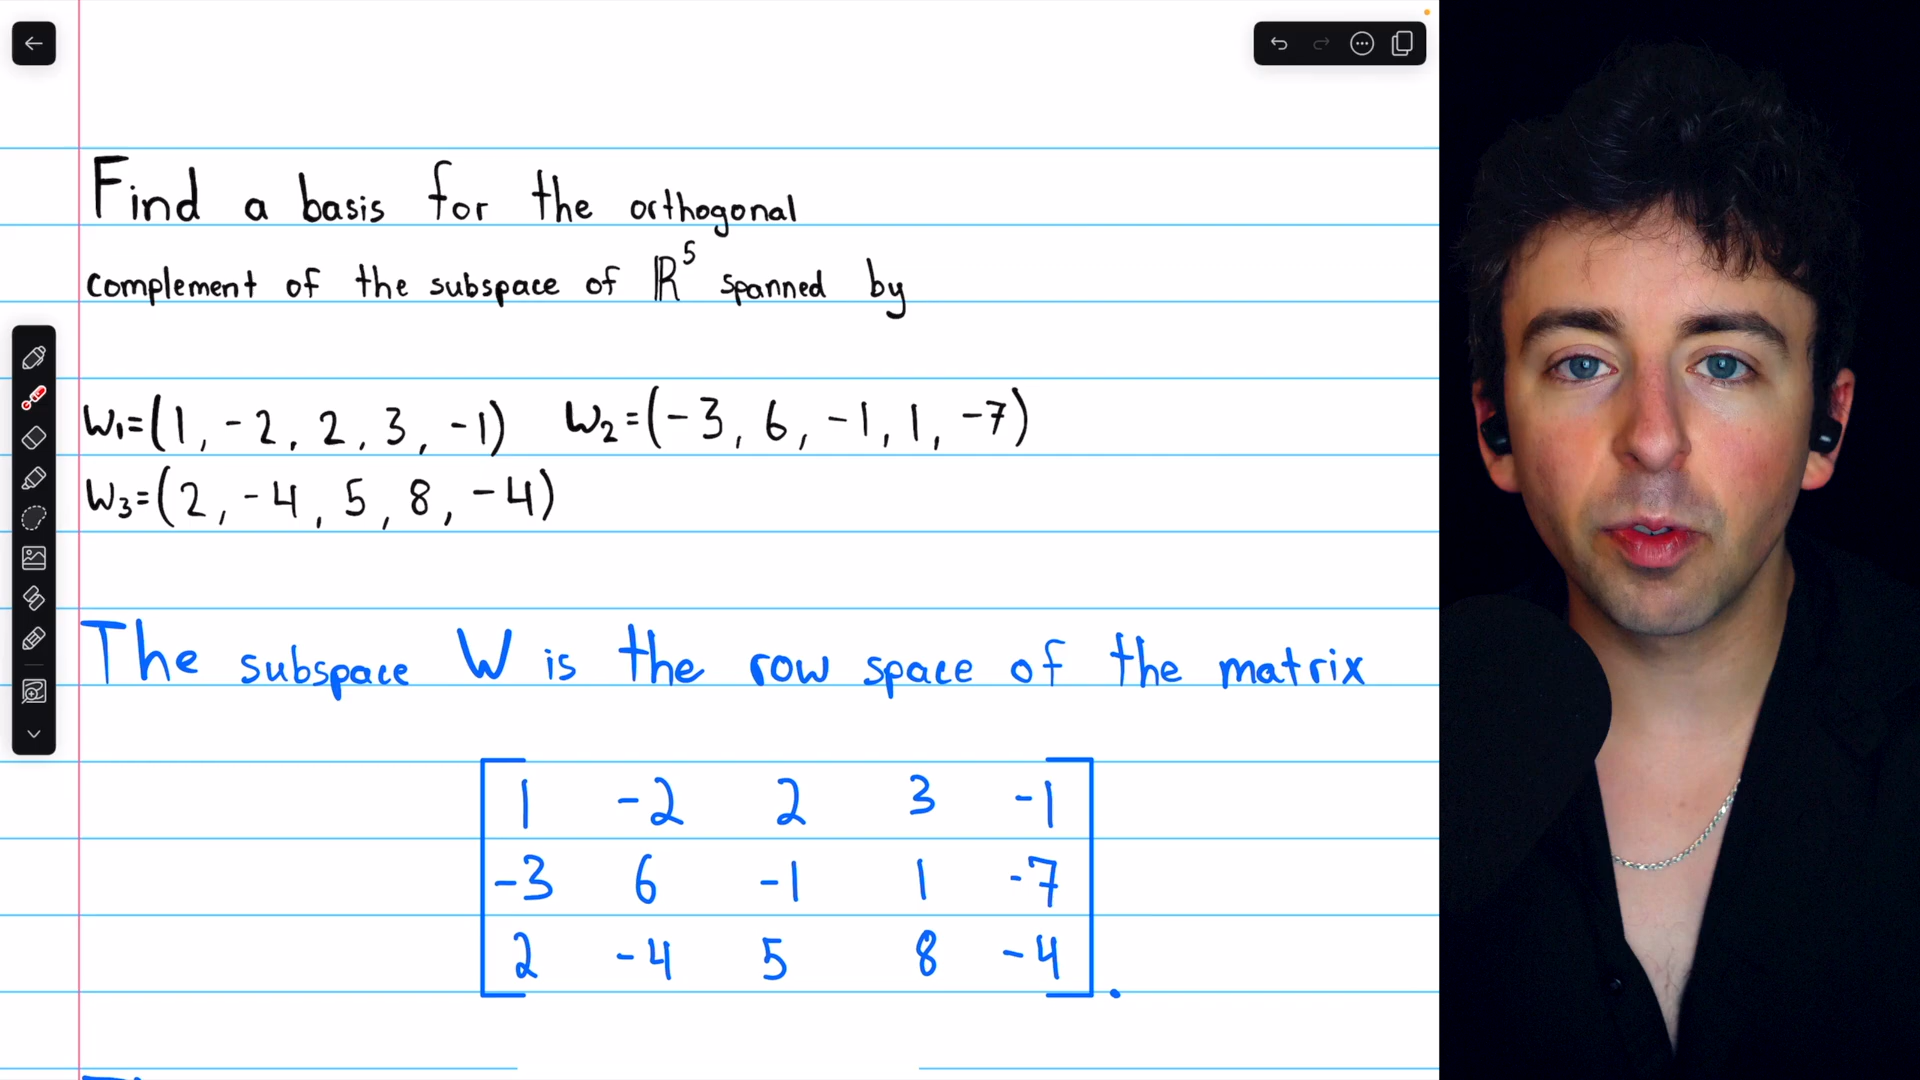 Find a basis for the orthogonal
complement of the subspace of ℝ⁵ spanned by
W₁=(1, -2, 2, 3, -1) W₂=(-3, 6, -1, 1, -7)
W₃=(2, -4, 5, 8, -4)
The subspace W is the row space of the matrix
[1 -2 2 3 -1
-3 6 -1 1 -7
2 -4 5 8 -4].